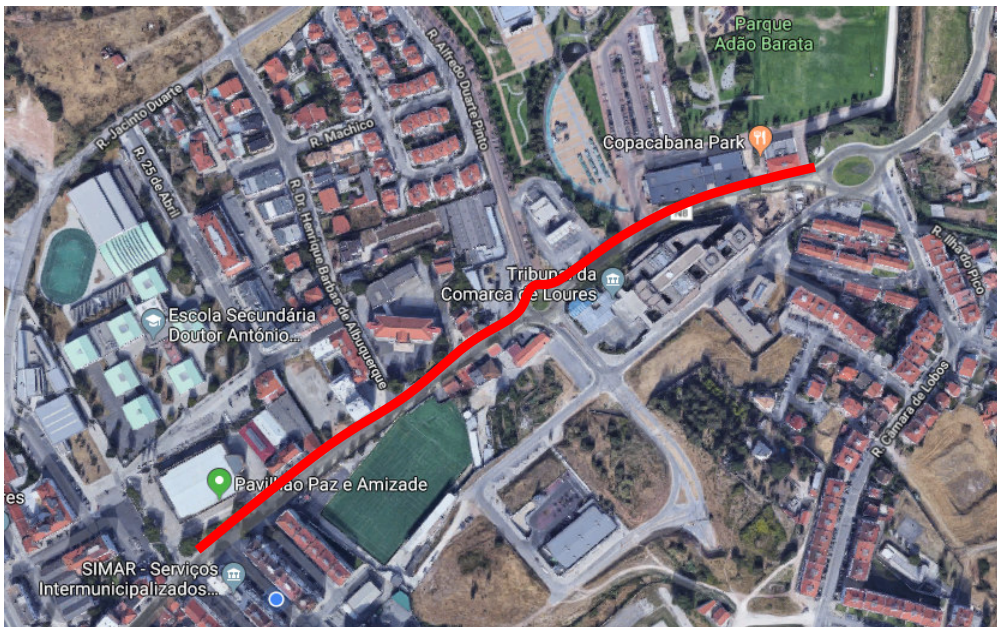 Parque
Adão Barata
R. Alfredo Duarte Pinto
R. Jacinto Duarte
R. Machico
Copacabana Park
R. 25 de Abril
R. Dr. Henrique Barbas de Albuquerque
R. Ilha do Pico
Tribunal da
Comarca de Loures
Escola Secundária
Doutor António...
R. Câmara de Lobos
Pavilhão Paz e Amizade
res
SIMAR - Serviços
Intermunicipalizados...